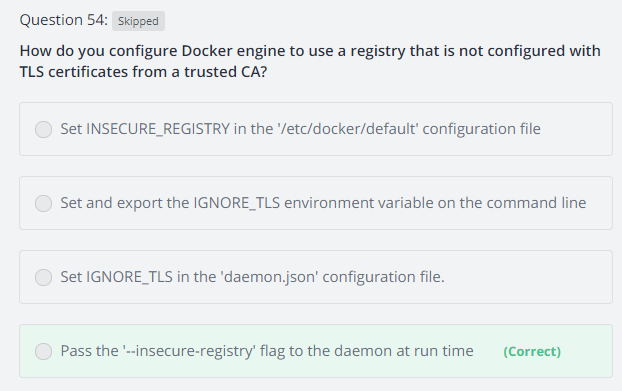 Question 54: Skipped
How do you configure Docker engine to use a registry that is not configured with
TLS certificates from a trusted CA?
Set INSECURE_REGISTRY in the '/etc/docker/default' configuration file
Set and export the IGNORE_TLS environment variable on the command line
Set IGNORE_TLS in the 'daemon.json' configuration file.
Pass the '--insecure-registry' flag to the daemon at run time (Correct)